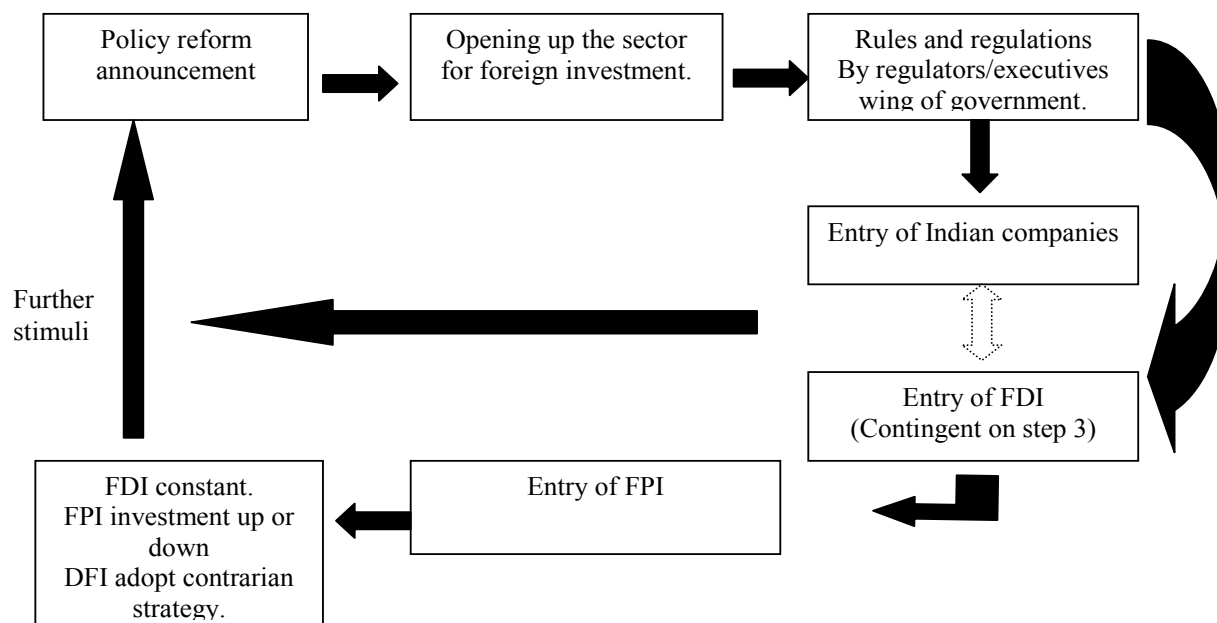 Policy reform
announcement
Opening up the sector
for foreign investment.
Rules and regulations
By regulators/executives
wing of government.
Entry of Indian companies
Further
stimuli
Entry of FDI
(Contingent on step 3)
Entry of FPI
FDI constant.
FPI investment up or
down
DFI adopt contrarian
strategy.